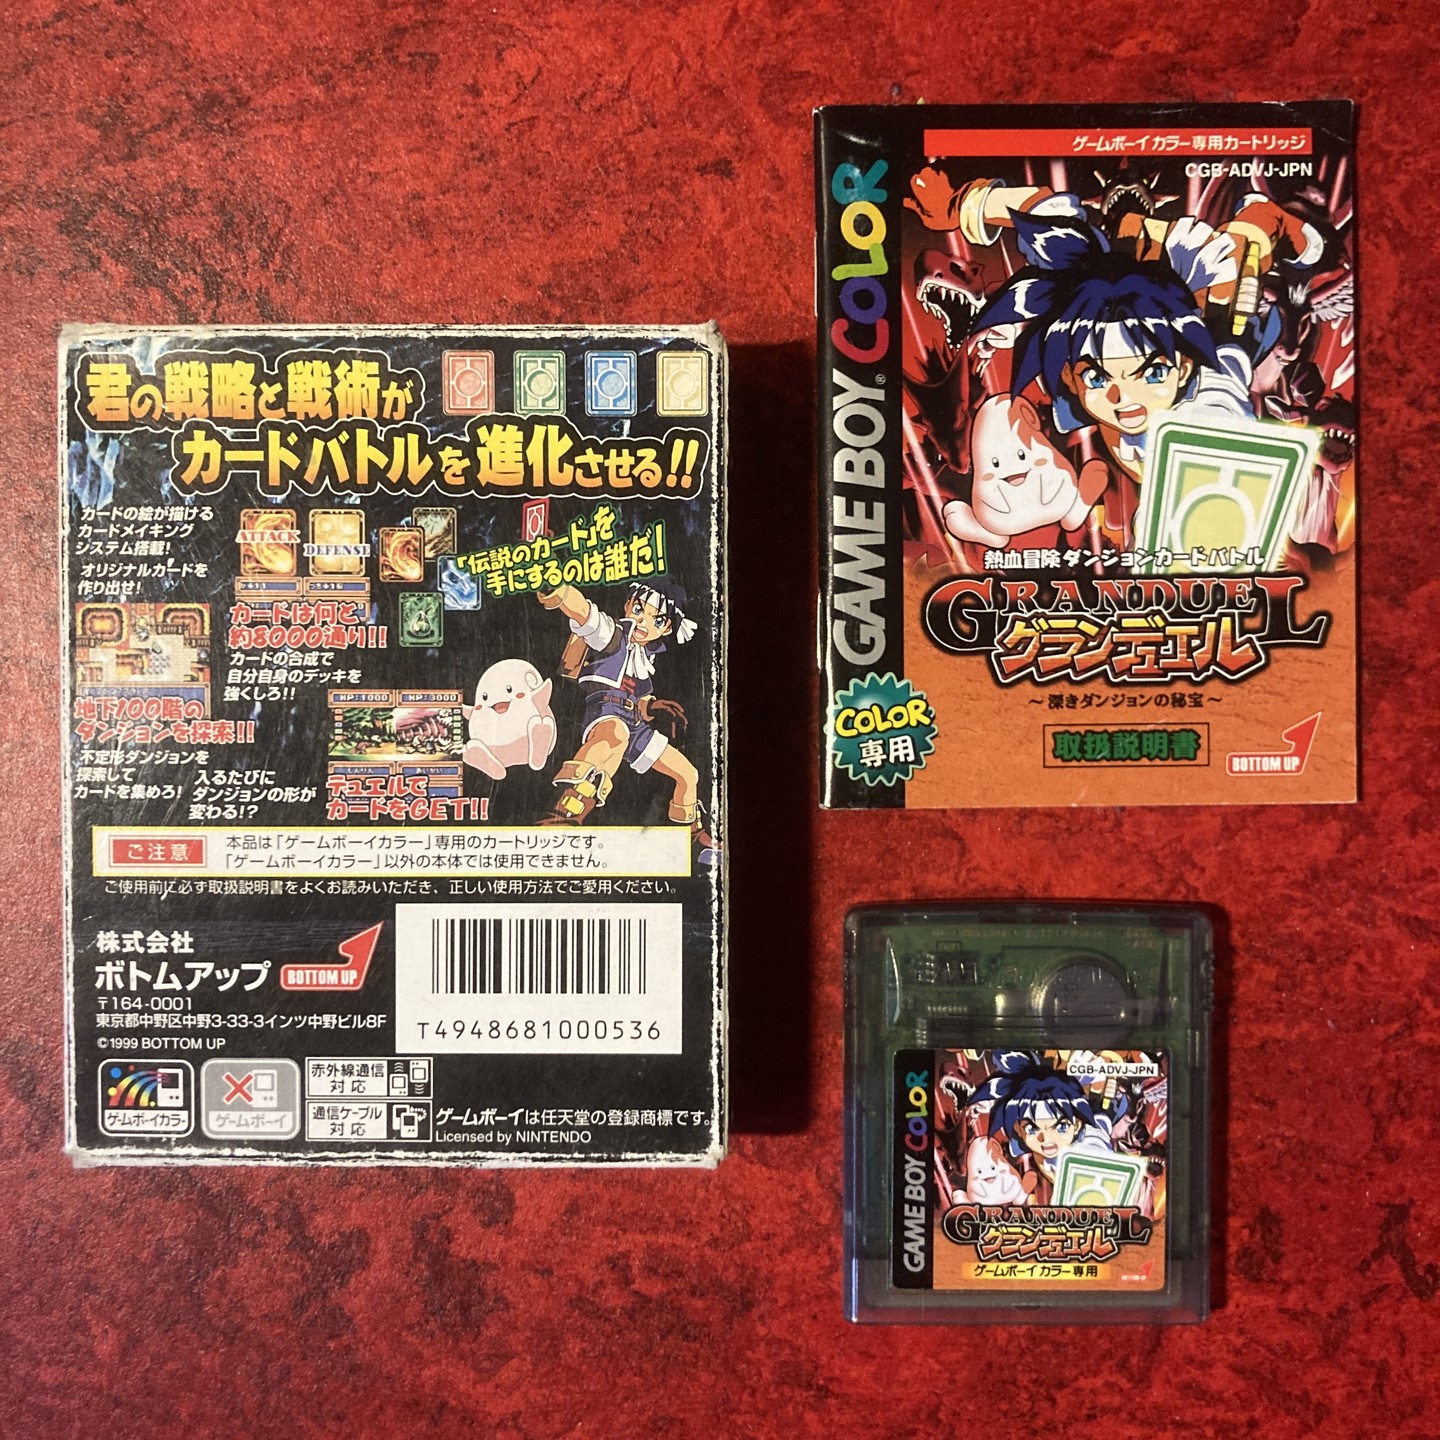 君の戦略と戦術が
カードバトルを進化させる!!
カードの絵が描ける
カードメイキング
システム搭載!
オリジナルカードを
作り出せ!
ATTACK
DEFENSE
「伝説のカード」を
手にするのは誰だ!
カードは何と
約8000通り!!
カードの合成で
自分自身のデッキを
強くしろ!!
地下100階の
ダンジョンを探索!!
不定形ダンジョンを
探索して
カードを集めろ!
入るたびに
ダンジョンの形が
変わる!?
HP:1000
HP:3000
デュエルで
カードをGET!!
ご注意
本品は「ゲームボーイカラー」専用のカートリッジです。
「ゲームボーイカラー」以外の本体では使用できません。
ご使用前に必ず取扱説明書をよくお読みいただき、正しい使用方法でご愛用ください。
株式会社
ボトムアップ
BOTTOM UP
〒164-0001
東京都中野区中野3-33-3インツ中野ビル8F
©1999 BOTTOM UP
T4948681000536
ゲームボーイカラー
ゲームボーイ
赤外線通信
対応
通信ケーブル
対応
ゲームボーイは任天堂の登録商標です。
Licensed by NINTENDO
ゲームボーイカラー専用カートリッジ
CGB-ADVJ-JPN
GAME BOY COLOR
®
COLOR
専用
熱血冒険ダンジョンカードバトル
GRANDUEL
グランデュエル
～深きダンジョンの秘宝～
取扱説明書
BOTTOM UP
CGB-ADVJ-JPN
GAME BOY COLOR
GRANDUEL
グランデュエル
ゲームボーイカラー専用
BOTTOM UP